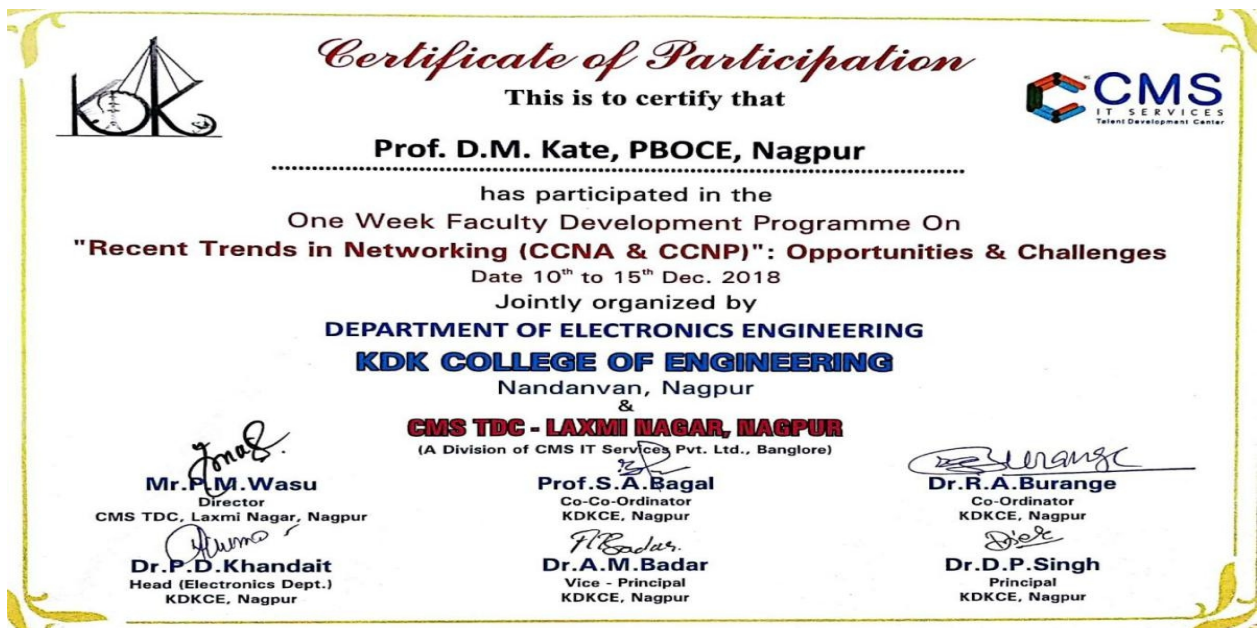 KDK
Certificate of Participation
CMS
IT SERVICES
Talent Development Center
This is to certify that
Prof. D.M. Kate, PBOCE, Nagpur
has participated in the
One Week Faculty Development Programme On
"Recent Trends in Networking (CCNA & CCNP)": Opportunities & Challenges
Date 10th to 15th Dec. 2018
Jointly organized by
DEPARTMENT OF ELECTRONICS ENGINEERING
KDK COLLEGE OF ENGINEERING
Nandanvan, Nagpur
&
CMS TDC - LAXMI NAGAR, NAGPUR
(A Division of CMS IT Services Pvt. Ltd., Banglore)
Mr.P.M.Wasu
Director
CMS TDC, Laxmi Nagar, Nagpur
Prof.S.A.Bagal
Co-Co-Ordinator
KDKCE, Nagpur
Burange
Dr.R.A.Burange
Co-Ordinator
KDKCE, Nagpur
Dr.P.D.Khandait
Head (Electronics Dept.)
KDKCE, Nagpur
Dr.A.M.Badar
Vice - Principal
KDKCE, Nagpur
Dr.D.P.Singh
Principal
KDKCE, Nagpur